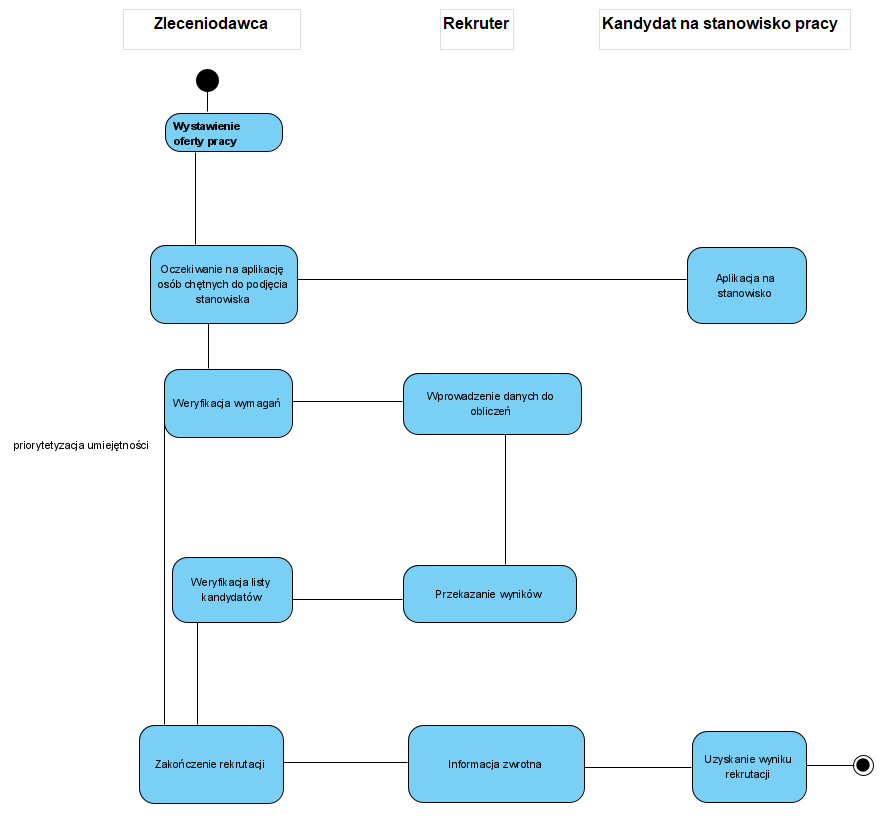 Zleceniodawca
Rekruter
Kandydat na stanowisko pracy
Wystawienie
oferty pracy
Oczekiwanie na aplikację
osób chętnych do podjęcia
stanowiska
Aplikacja na
stanowisko
Weryfikacja wymagań
Wprowadzenie danych do
obliczeń
priorytetyzacja umiejętności
Weryfikacja listy
kandydatów
Przekazanie wyników
Zakończenie rekrutacji
Informacja zwrotna
Uzyskanie wyniku
rekrutacji